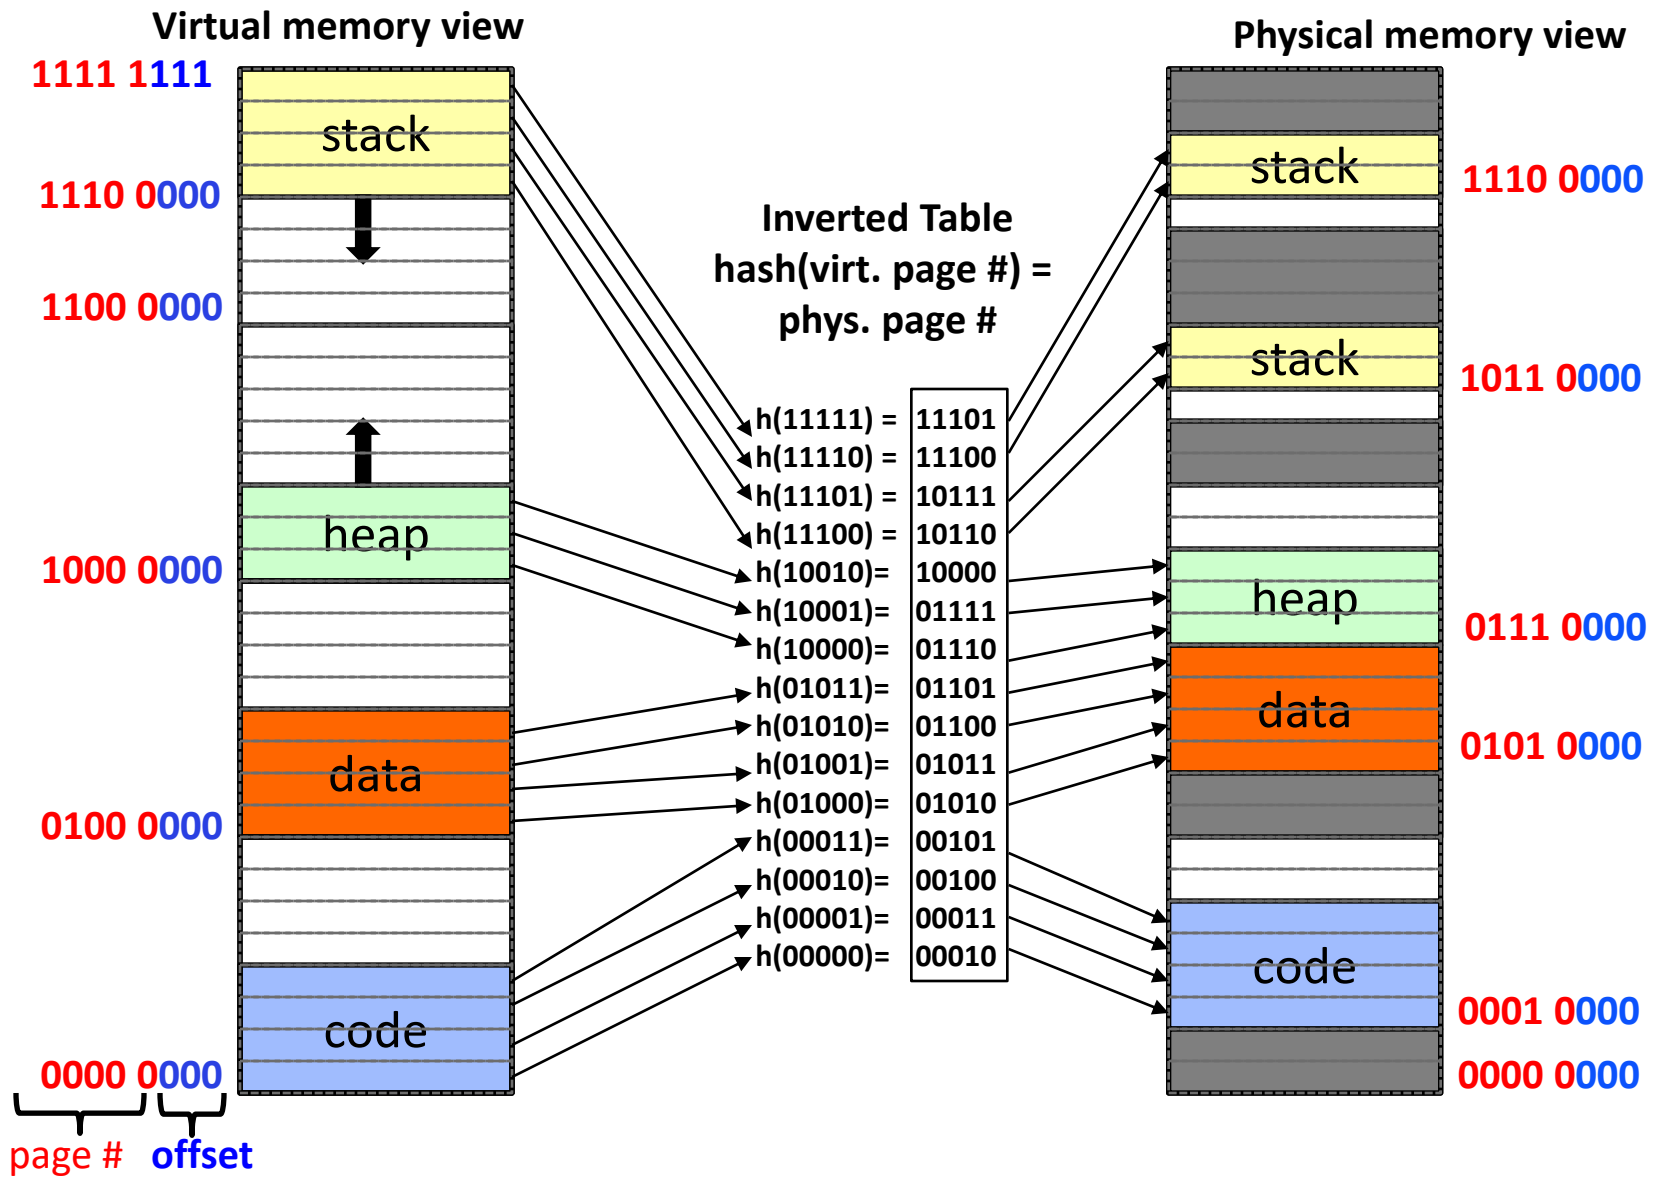 Virtual memory view
1111 1111
stack
1110 0000
1100 0000
heap
1000 0000
data
0100 0000
code
0000 0000
page # offset
Inverted Table
hash(virt. page #) =
phys. page #
h(11111) = 11101
h(11110) = 11100
h(11101) = 10111
h(11100) = 10110
h(10010)= 10000
h(10001)= 01111
h(10000)= 01110
h(01011)= 01101
h(01010)= 01100
h(01001)= 01011
h(01000)= 01010
h(00011)= 00101
h(00010)= 00100
h(00001)= 00011
h(00000)= 00010
Physical memory view
stack
1110 0000
stack
1011 0000
heap
0111 0000
data
0101 0000
code
0001 0000
0000 0000